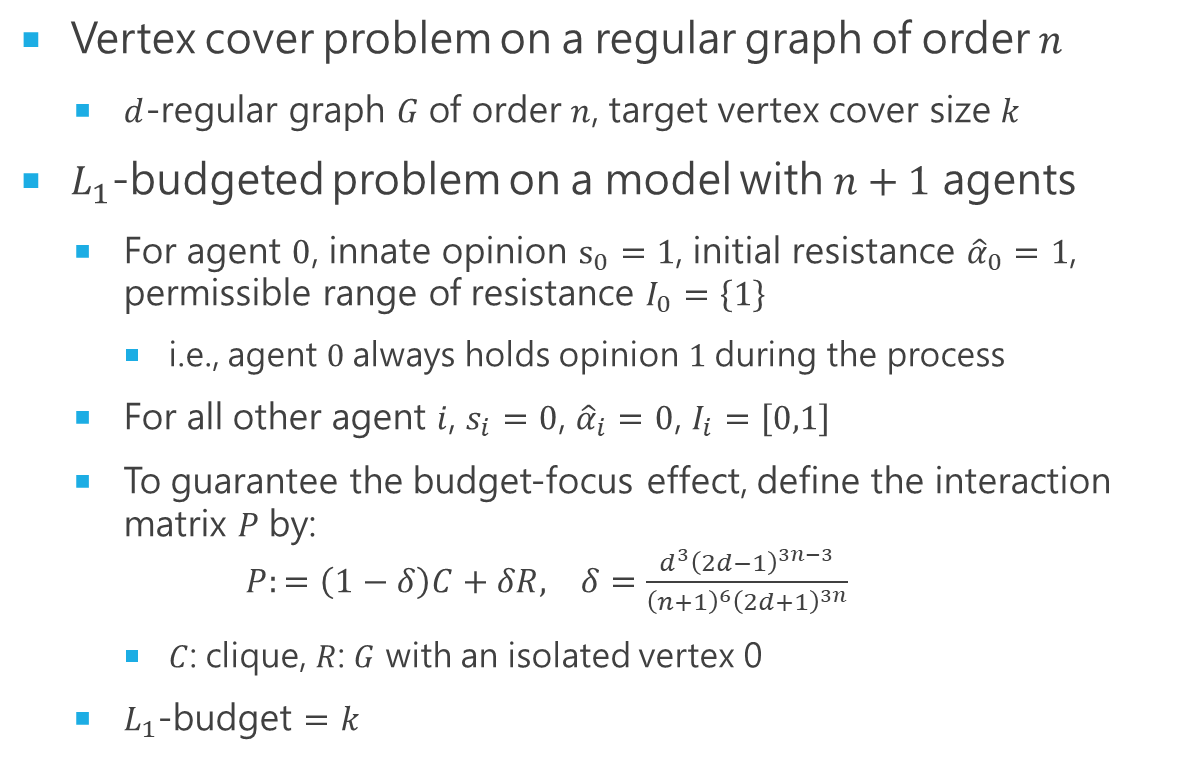 Vertex cover problem on a regular graph of order n
d-regular graph G of order n, target vertex cover size k
L₁-budgeted problem on a model with n + 1 agents
For agent 0, innate opinion s₀ = 1, initial resistance α̂₀ = 1,
permissible range of resistance I₀ = {1}
i.e., agent 0 always holds opinion 1 during the process
For all other agent i, sᵢ = 0, α̂ᵢ = 0, Iᵢ = [0,1]
To guarantee the budget-focus effect, define the interaction
matrix P by:
P: = (1 − δ)C + δR, δ = d³(2d−1)³ⁿ⁻³ / (n+1)⁶(2d+1)³ⁿ
C: clique, R: G with an isolated vertex 0
L₁-budget = k